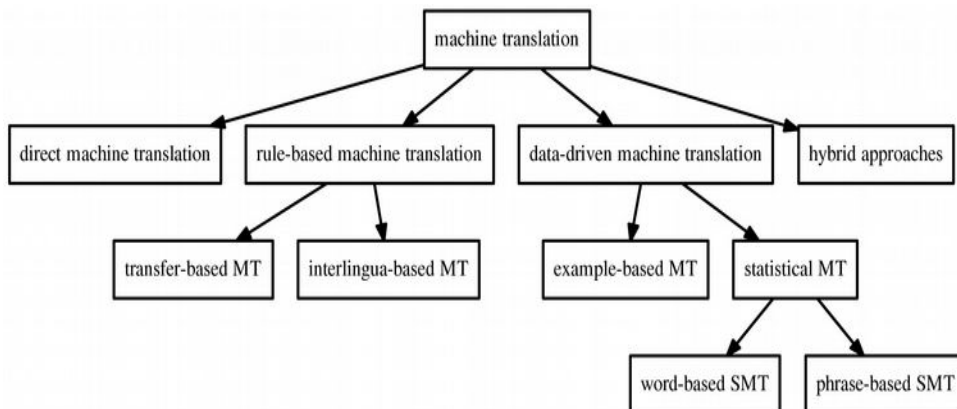 machine translation
direct machine translation
rule-based machine translation
data-driven machine translation
hybrid approaches
transfer-based MT
interlingua-based MT
example-based MT
statistical MT
word-based SMT
phrase-based SMT